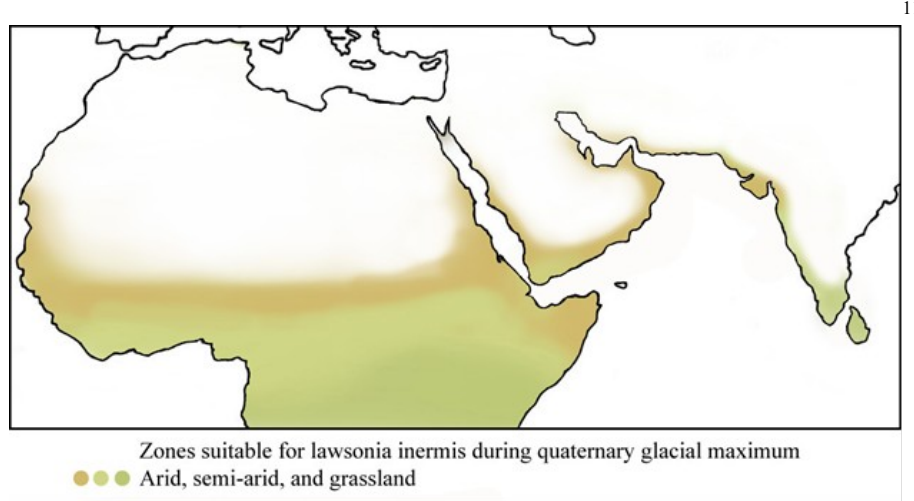 1
Zones suitable for lawsonia inermis during quaternary glacial maximum
Arid, semi-arid, and grassland